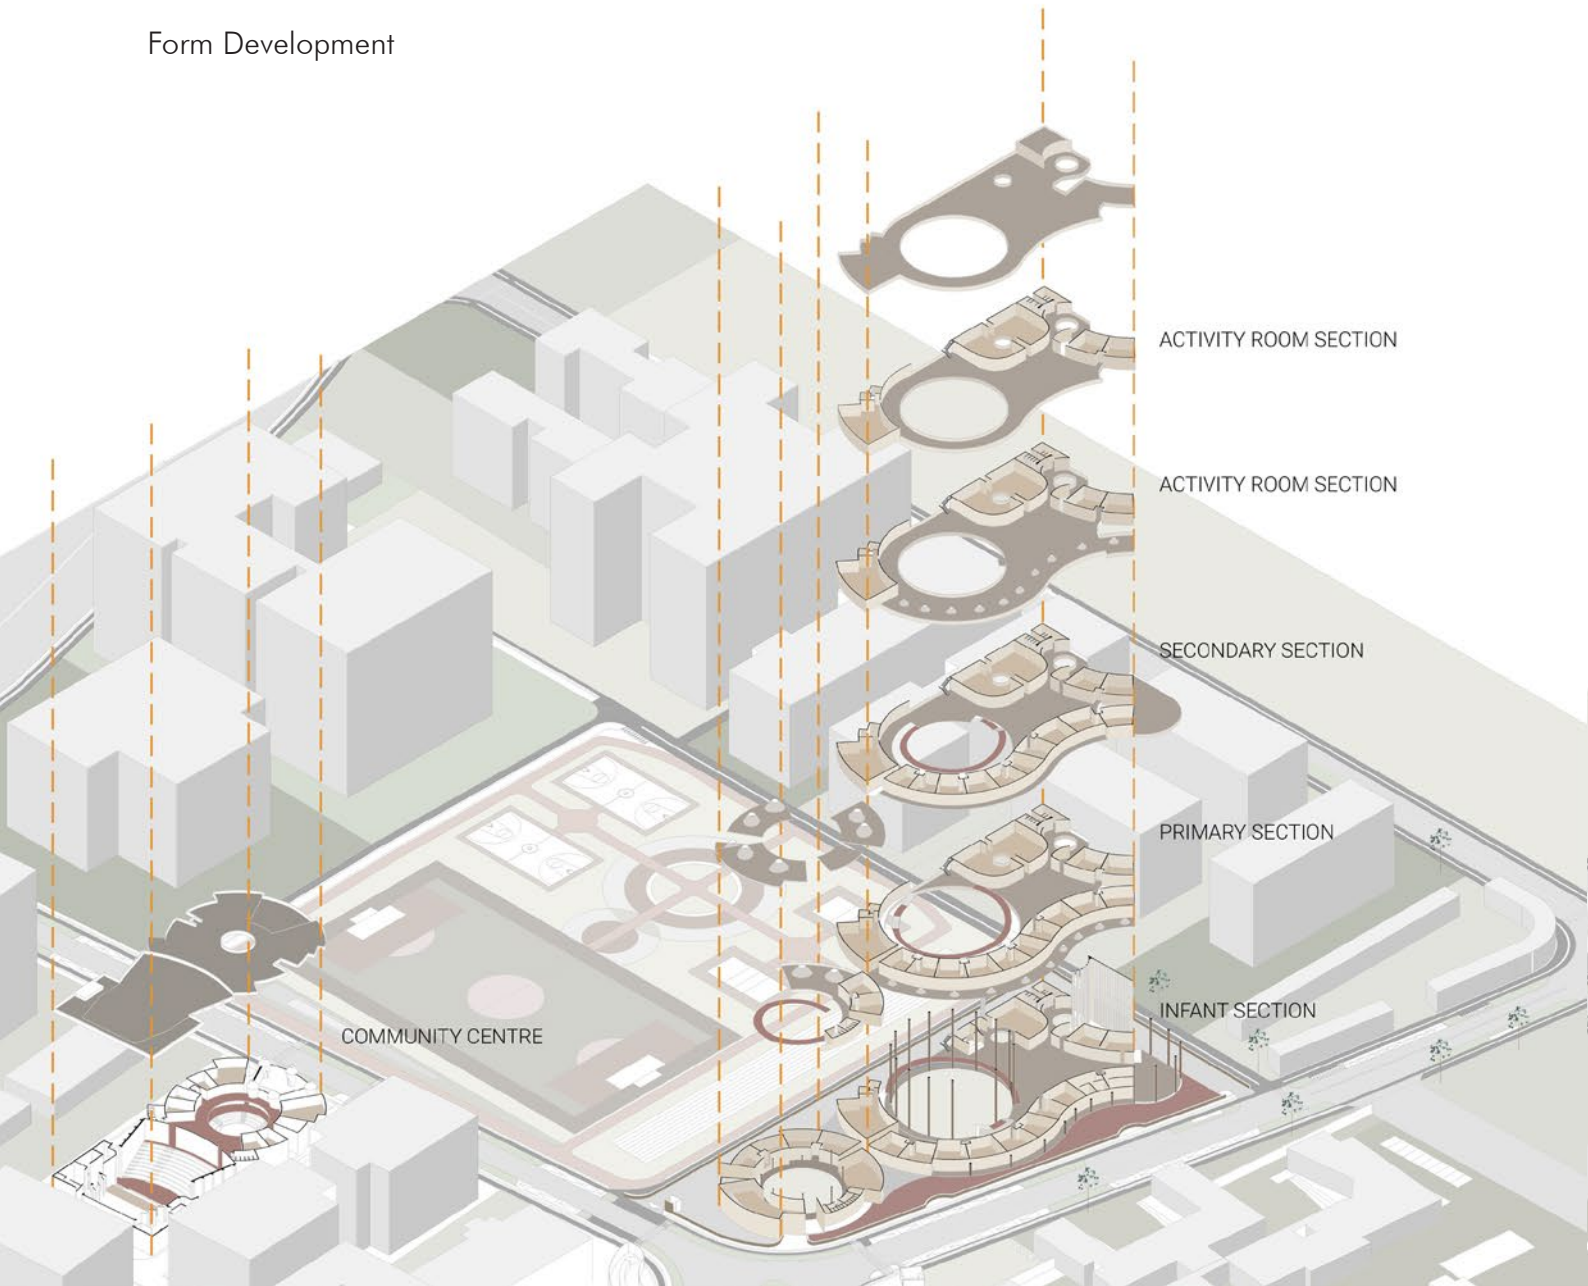 Form Development
ACTIVITY ROOM SECTION
ACTIVITY ROOM SECTION
SECONDARY SECTION
PRIMARY SECTION
INFANT SECTION
COMMUNITY CENTRE